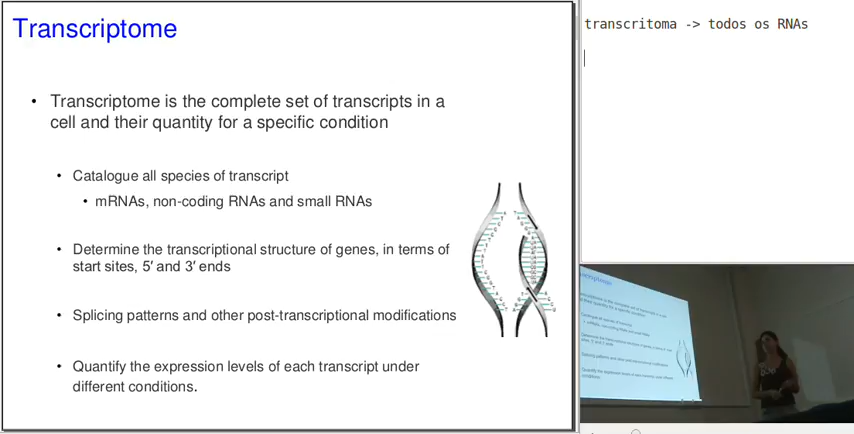 Transcriptome
• Transcriptome is the complete set of transcripts in a
cell and their quantity for a specific condition
• Catalogue all species of transcript
• mRNAs, non-coding RNAs and small RNAs
• Determine the transcriptional structure of genes, in terms of
start sites, 5′ and 3′ ends
• Splicing patterns and other post-transcriptional modifications
• Quantify the expression levels of each transcript under
different conditions.
transcritoma -> todos os RNAs